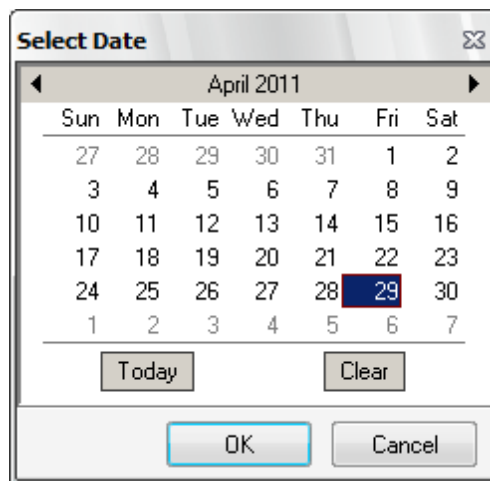 Select Date
April 2011
Sun Mon Tue Wed Thu Fri Sat
27 28 29 30 31 1 2
3 4 5 6 7 8 9
10 11 12 13 14 15 16
17 18 19 20 21 22 23
24 25 26 27 28 29 30
1 2 3 4 5 6 7
Today Clear
OK Cancel